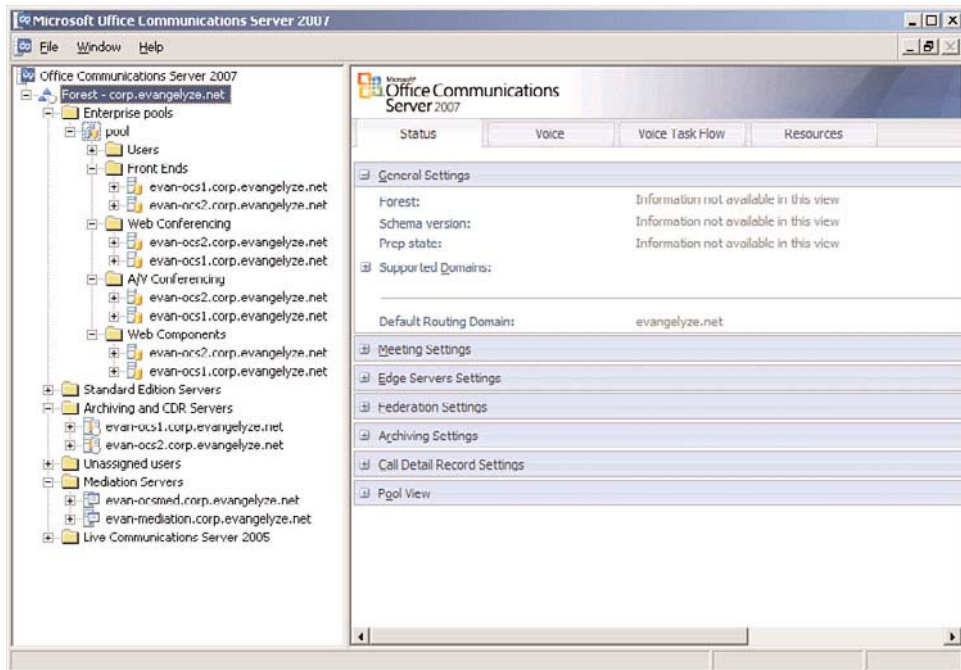 Microsoft Office Communications Server 2007
File Window Help
Office Communications Server 2007
Forest - corp.evangelyze.net
Enterprise pools
pool
Users
Front Ends
evan-ocs1.corp.evangelyze.net
evan-ocs2.corp.evangelyze.net
Web Conferencing
evan-ocs2.corp.evangelyze.net
evan-ocs1.corp.evangelyze.net
A/V Conferencing
evan-ocs2.corp.evangelyze.net
evan-ocs1.corp.evangelyze.net
Web Components
evan-ocs2.corp.evangelyze.net
evan-ocs1.corp.evangelyze.net
Standard Edition Servers
Archiving and CDR Servers
evan-ocs1.corp.evangelyze.net
evan-ocs2.corp.evangelyze.net
Unassigned users
Mediation Servers
evan-ocsmed.corp.evangelyze.net
evan-mediation.corp.evangelyze.net
Live Communications Server 2005
Microsoft
Office Communications
Server 2007
Status Voice Voice Task Flow Resources
General Settings
Forest: Information not available in this view
Schema version: Information not available in this view
Prep state: Information not available in this view
Supported Domains:
Default Routing Domain: evangelyze.net
Meeting Settings
Edge Servers Settings
Federation Settings
Archiving Settings
Call Detail Record Settings
Pool View